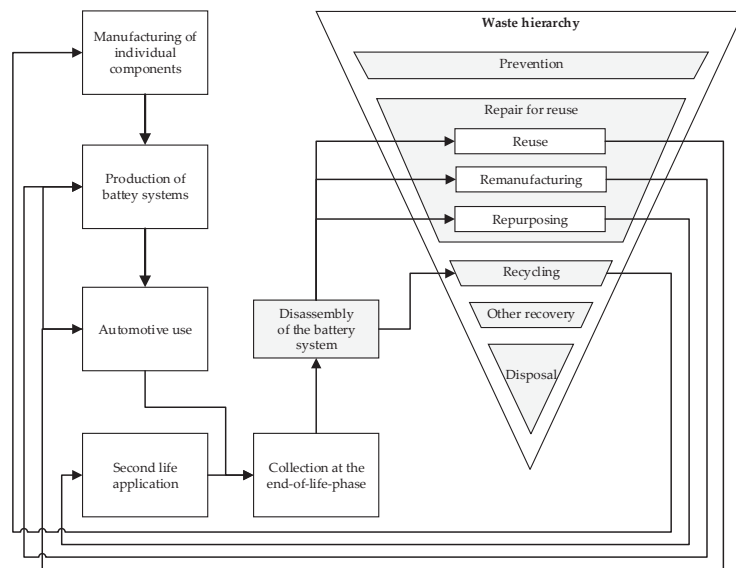 Manufacturing of
individual
components
Production of
battey systems
Automotive use
Second life
application
Collection at the
end-of-life-phase
Disassembly
of the battery
system
Waste hierarchy
Prevention
Repair for reuse
Reuse
Remanufacturing
Repurposing
Recycling
Other recovery
Disposal